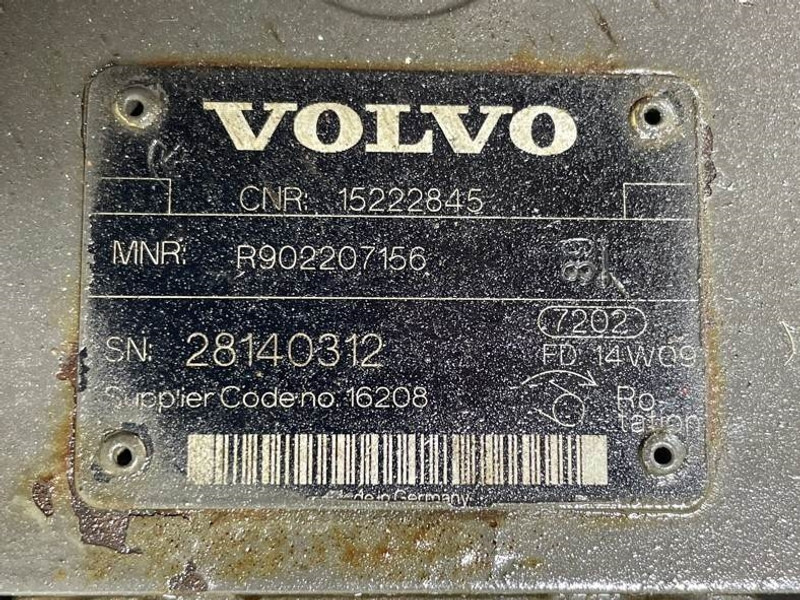 VOLVO
CNR: 15222845
MNR: R902207156
7202
SN: 28140312
FD 14W09
Supplier Code no. 16208
Ro-
tation
Made in Germany